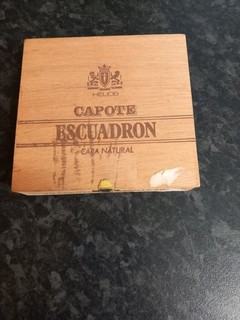 HELIOS
CAPOTE
ESCUADRON
CAPA NATURAL